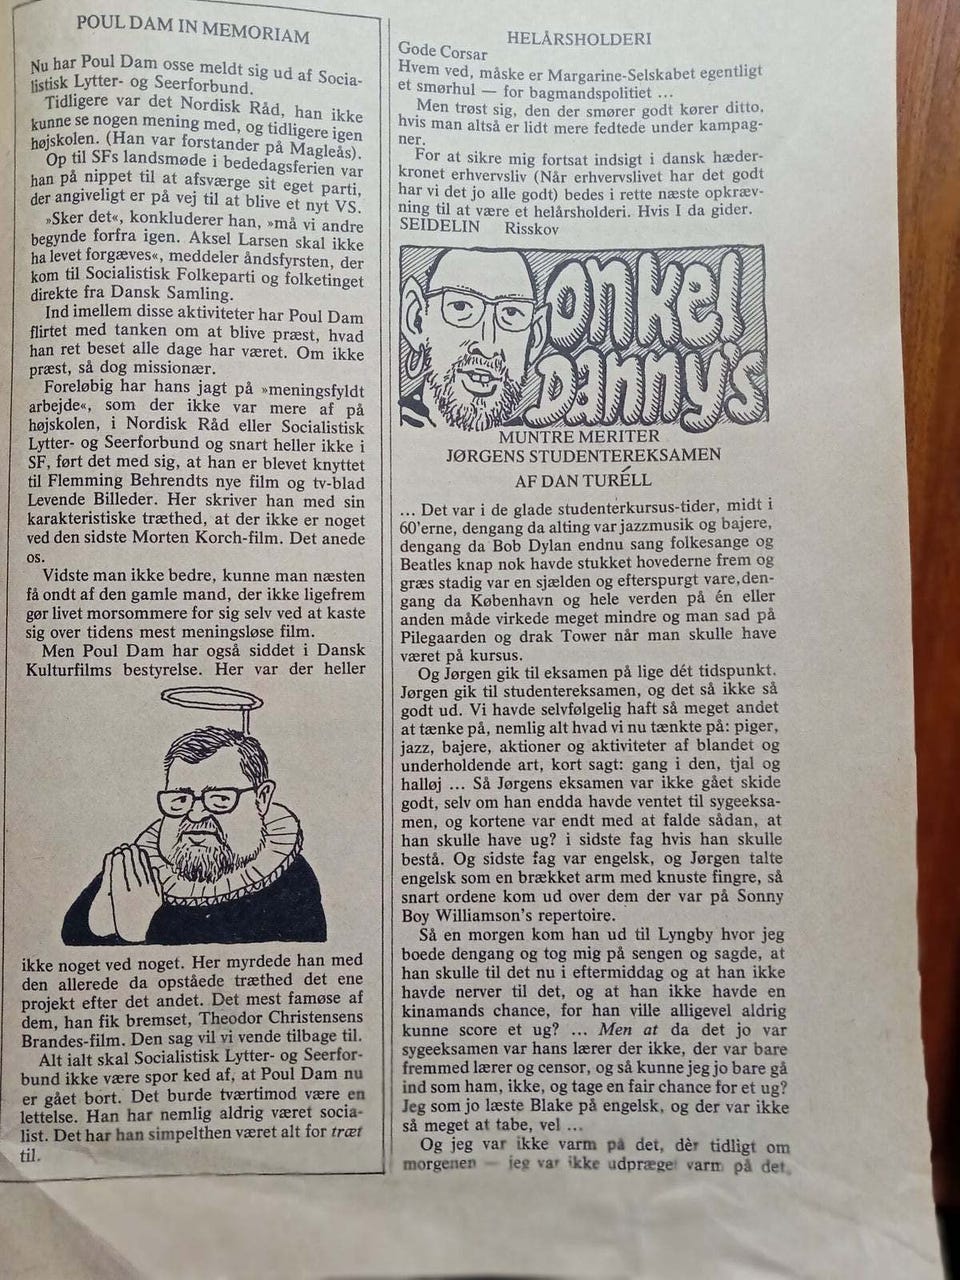 POUL DAM IN MEMORIAM
Nu har Poul Dam osse meldt sig ud af Socia-
listisk Lytter- og Seerforbund.
Tidligere var det Nordisk Råd, han ikke
kunne se nogen mening med, og tidligere igen
højskolen. (Han var forstander på Magleås).
Op til SFs landsmøde i bededagsferien var
han på nippet til at afsværge sit eget parti,
der angiveligt er på vej til at blive et nyt VS.
»Sker det«, konkluderer han, »må vi andre
begynde forfra igen. Aksel Larsen skal ikke
ha levet forgæves«, meddeler åndsfyrsten, der
kom til Socialistisk Folkeparti og folketinget
direkte fra Dansk Samling.
Ind imellem disse aktiviteter har Poul Dam
flirtet med tanken om at blive præst, hvad
han ret beset alle dage har været. Om ikke
præst, så dog missionær.
Foreløbig har hans jagt på »meningsfyldt
arbejde«, som der ikke var mere af på
højskolen, i Nordisk Råd eller Socialistisk
Lytter- og Seerforbund og snart heller ikke i
SF, ført det med sig, at han er blevet knyttet
til Flemming Behrendts nye film og tv-blad
Levende Billeder. Her skriver han med sin
karakteristiske træthed, at der ikke er noget
ved den sidste Morten Korch-film. Det anede
os.
Vidste man ikke bedre, kunne man næsten
få ondt af den gamle mand, der ikke ligefrem
gør livet morsommere for sig selv ved at kaste
sig over tidens mest meningsløse film.
Men Poul Dam har også siddet i Dansk
Kulturfilms bestyrelse. Her var der heller
ikke noget ved noget. Her myrdede han med
den allerede da opståede træthed det ene
projekt efter det andet. Det mest famøse af
dem, han fik bremset, Theodor Christensens
Brandes-film. Den sag vil vi vende tilbage til.
Alt ialt skal Socialistisk Lytter- og Seerfor-
bund ikke være spor ked af, at Poul Dam nu
er gået bort. Det burde tværtimod være en
lettelse. Han har nemlig aldrig været socia-
list. Det har han simpelthen været alt for træt
til.
HELÅRSHOLDERI
Gode Corsar
Hvem ved, måske er Margarine-Selskabet egentligt
et smørhul — for bagmandspolitiet ...
Men trøst sig, den der smører godt kører ditto,
hvis man altså er lidt mere fedtede under kampag-
ner.
For at sikre mig fortsat indsigt i dansk hæder-
kronet erhvervsliv (Når erhvervslivet har det godt
har vi det jo alle godt) bedes i rette næste opkræv-
ning til at være et helårsholderi. Hvis I da gider.
SEIDELIN Risskov
onkel
Danny's
MUNTRE MERITER
JØRGENS STUDENTEREKSAMEN
AF DAN TURÉLL
... Det var i de glade studenterkursus-tider, midt i
60'erne, dengang da alting var jazzmusik og bajere,
dengang da Bob Dylan endnu sang folkesange og
Beatles knap nok havde stukket hovederne frem og
græs stadig var en sjælden og efterspurgt vare, den-
gang da København og hele verden på én eller
anden måde virkede meget mindre og man sad på
Pilegaarden og drak Tower når man skulle have
været på kursus.
Og Jørgen gik til eksamen på lige dét tidspunkt.
Jørgen gik til studentereksamen, og det så ikke så
godt ud. Vi havde selvfølgelig haft så meget andet
at tænke på, nemlig alt hvad vi nu tænkte på: piger,
jazz, bajere, aktioner og aktiviteter af blandet og
underholdende art, kort sagt: gang i den, tjal og
halløj ... Så Jørgens eksamen var ikke gået skide
godt, selv om han endda havde ventet til sygeeksa-
men, og kortene var endt med at falde sådan, at
han skulle have ug? i sidste fag hvis han skulle
bestå. Og sidste fag var engelsk, og Jørgen talte
engelsk som en brækket arm med knuste fingre, så
snart ordene kom ud over dem der var på Sonny
Boy Williamson's repertoire.
Så en morgen kom han ud til Lyngby hvor jeg
boede dengang og tog mig på sengen og sagde, at
han skulle til det nu i eftermiddag og at han ikke
havde nerver til det, og at han ikke havde en
kinamands chance, for han ville alligevel aldrig
kunne score et ug? ... Men at da det jo var
sygeeksamen var hans lærer der ikke, der var bare
fremmed lærer og censor, og så kunne jeg jo bare gå
ind som ham, ikke, og tage en fair chance for et ug?
Jeg som jo læste Blake på engelsk, og der var ikke
så meget at tabe, vel ...
Og jeg var ikke varm på det, dèr tidligt om
morgenen — jeg var ikke udpræget varm på det,